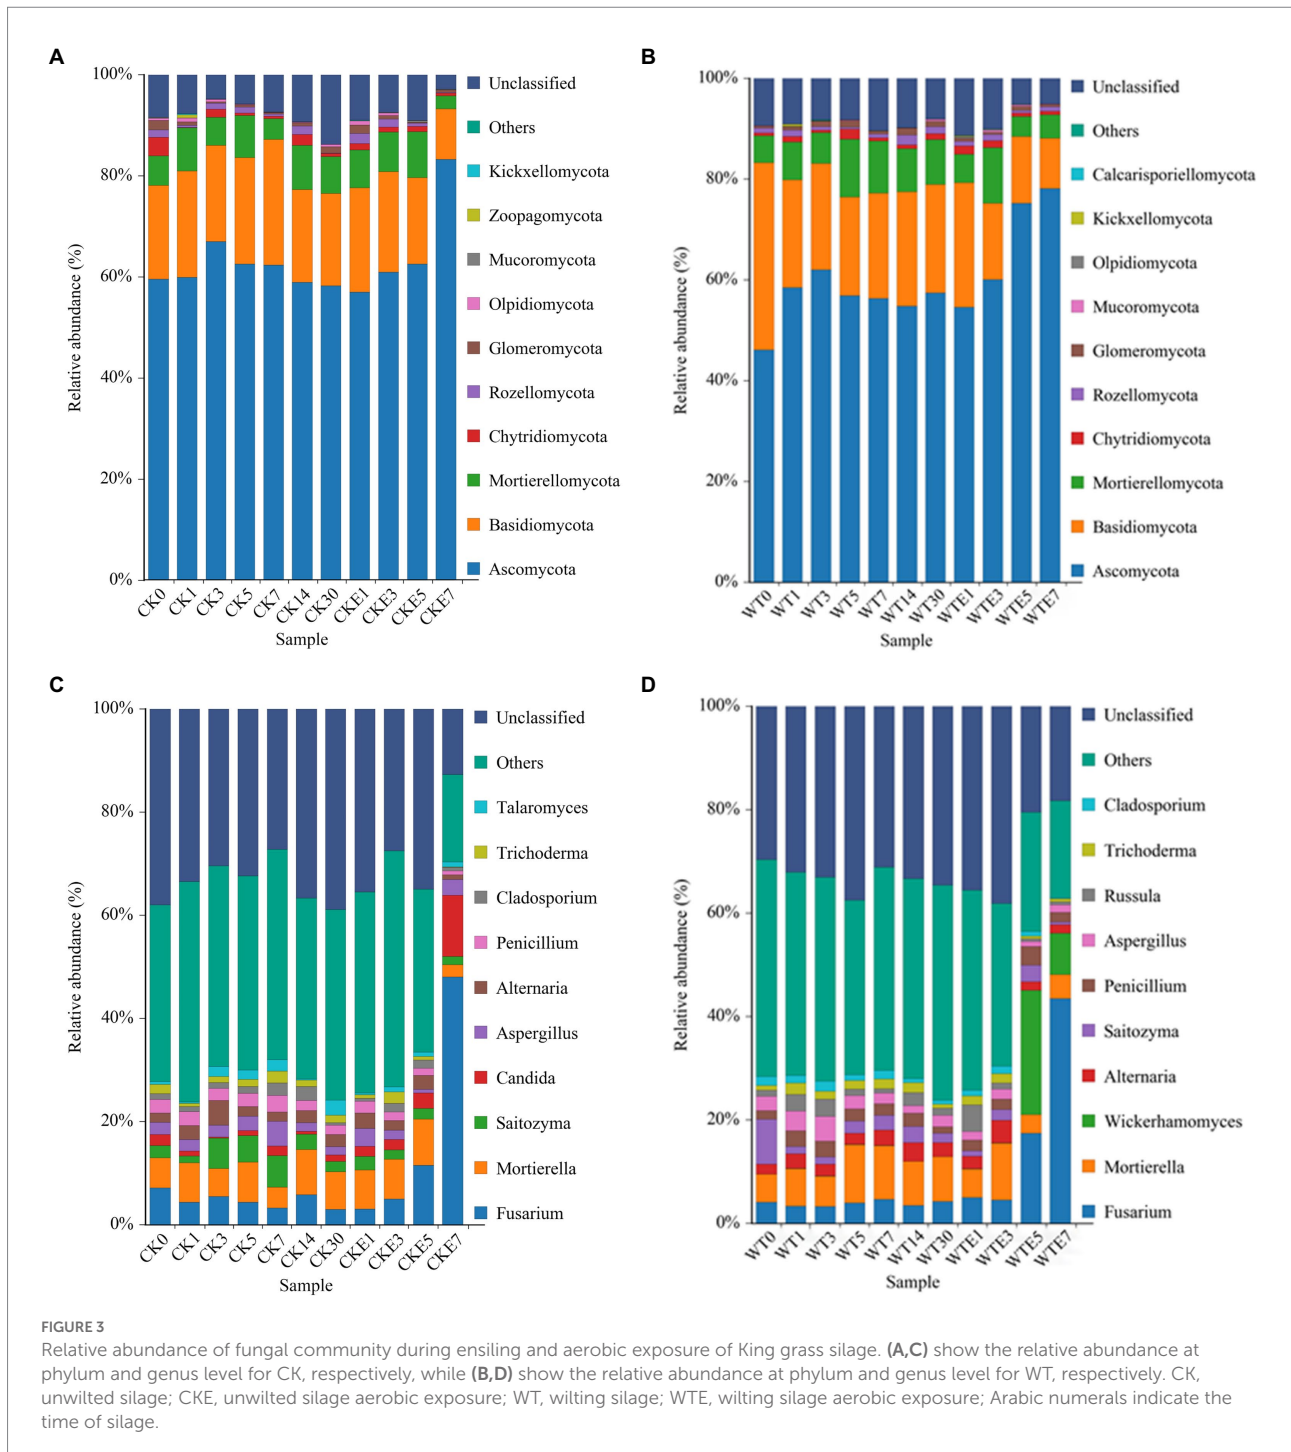 A
100%
80%
60%
40%
20%
0%
Relative abundance (%)
CK0
CK1
CK3
CK5
CK7
CK14
CK30
CKE1
CKE3
CKE5
CKE7
Sample
Unclassified
Others
Kickxellomycota
Zoopagomycota
Mucoromycota
Olpidiomycota
Glomeromycota
Rozellomycota
Chytridiomycota
Mortierellomycota
Basidiomycota
Ascomycota
B
100%
80%
60%
40%
20%
0%
Relative abundance (%)
WT0
WT1
WT3
WT5
WT7
WT14
WT30
WTE1
WTE3
WTE5
WTE7
Sample
Unclassified
Others
Calcarisporiellomycota
Kickxellomycota
Olpidiomycota
Mucoromycota
Glomeromycota
Rozellomycota
Chytridiomycota
Mortierellomycota
Basidiomycota
Ascomycota
C
100%
80%
60%
40%
20%
0%
Relative abundance (%)
CK0
CK1
CK3
CK5
CK7
CK14
CK30
CKE1
CKE3
CKE5
CKE7
Sample
Unclassified
Others
Talaromyces
Trichoderma
Cladosporium
Penicillium
Alternaria
Aspergillus
Candida
Saitozyma
Mortierella
Fusarium
D
100%
80%
60%
40%
20%
0%
Relative abundance (%)
WT0
WT1
WT3
WT5
WT7
WT14
WT30
WTE1
WTE3
WTE5
WTE7
Sample
Unclassified
Others
Cladosporium
Trichoderma
Russula
Aspergillus
Penicillium
Saitozyma
Alternaria
Wickerhamomyces
Mortierella
Fusarium
FIGURE 3
Relative abundance of fungal community during ensiling and aerobic exposure of King grass silage. (A,C) show the relative abundance at
phylum and genus level for CK, respectively, while (B,D) show the relative abundance at phylum and genus level for WT, respectively. CK,
unwilted silage; CKE, unwilted silage aerobic exposure; WT, wilting silage; WTE, wilting silage aerobic exposure; Arabic numerals indicate the
time of silage.